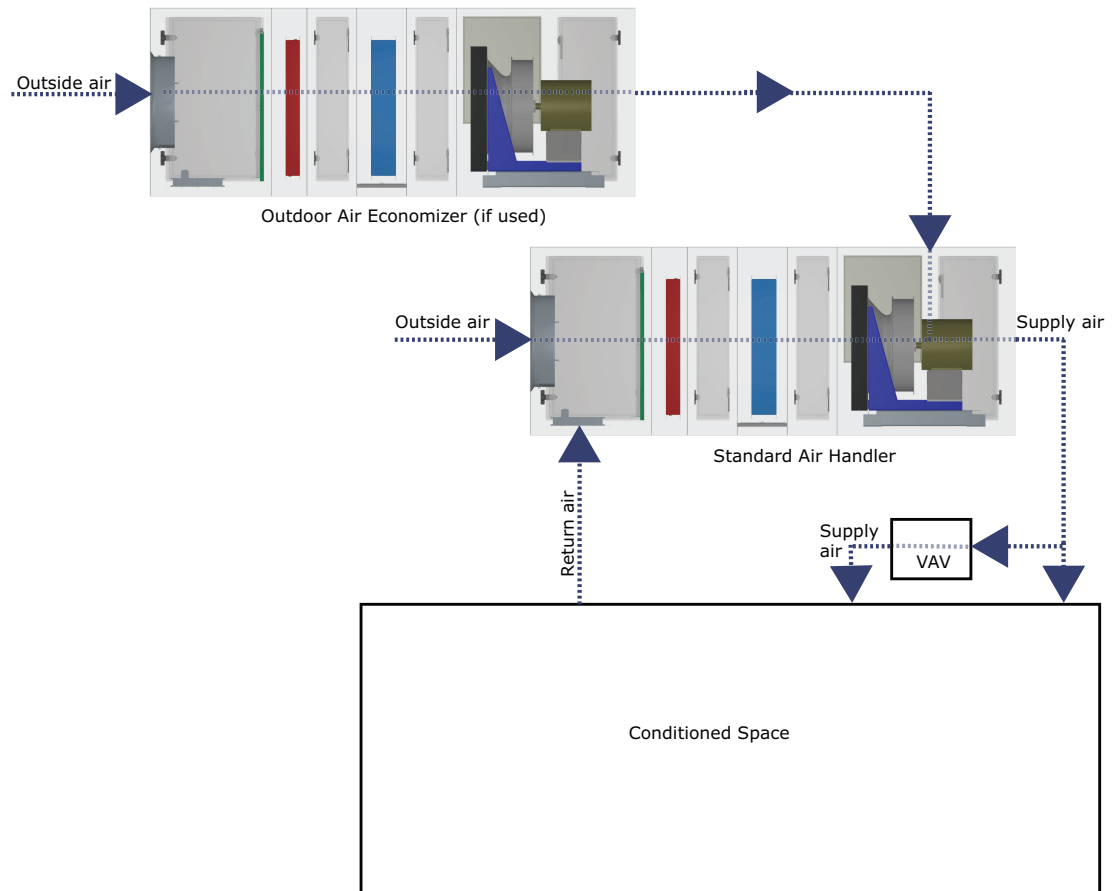 Outside air
Outdoor Air Economizer (if used)
Outside air
Supply air
Standard Air Handler
Return air
Supply
air
VAV
Conditioned Space